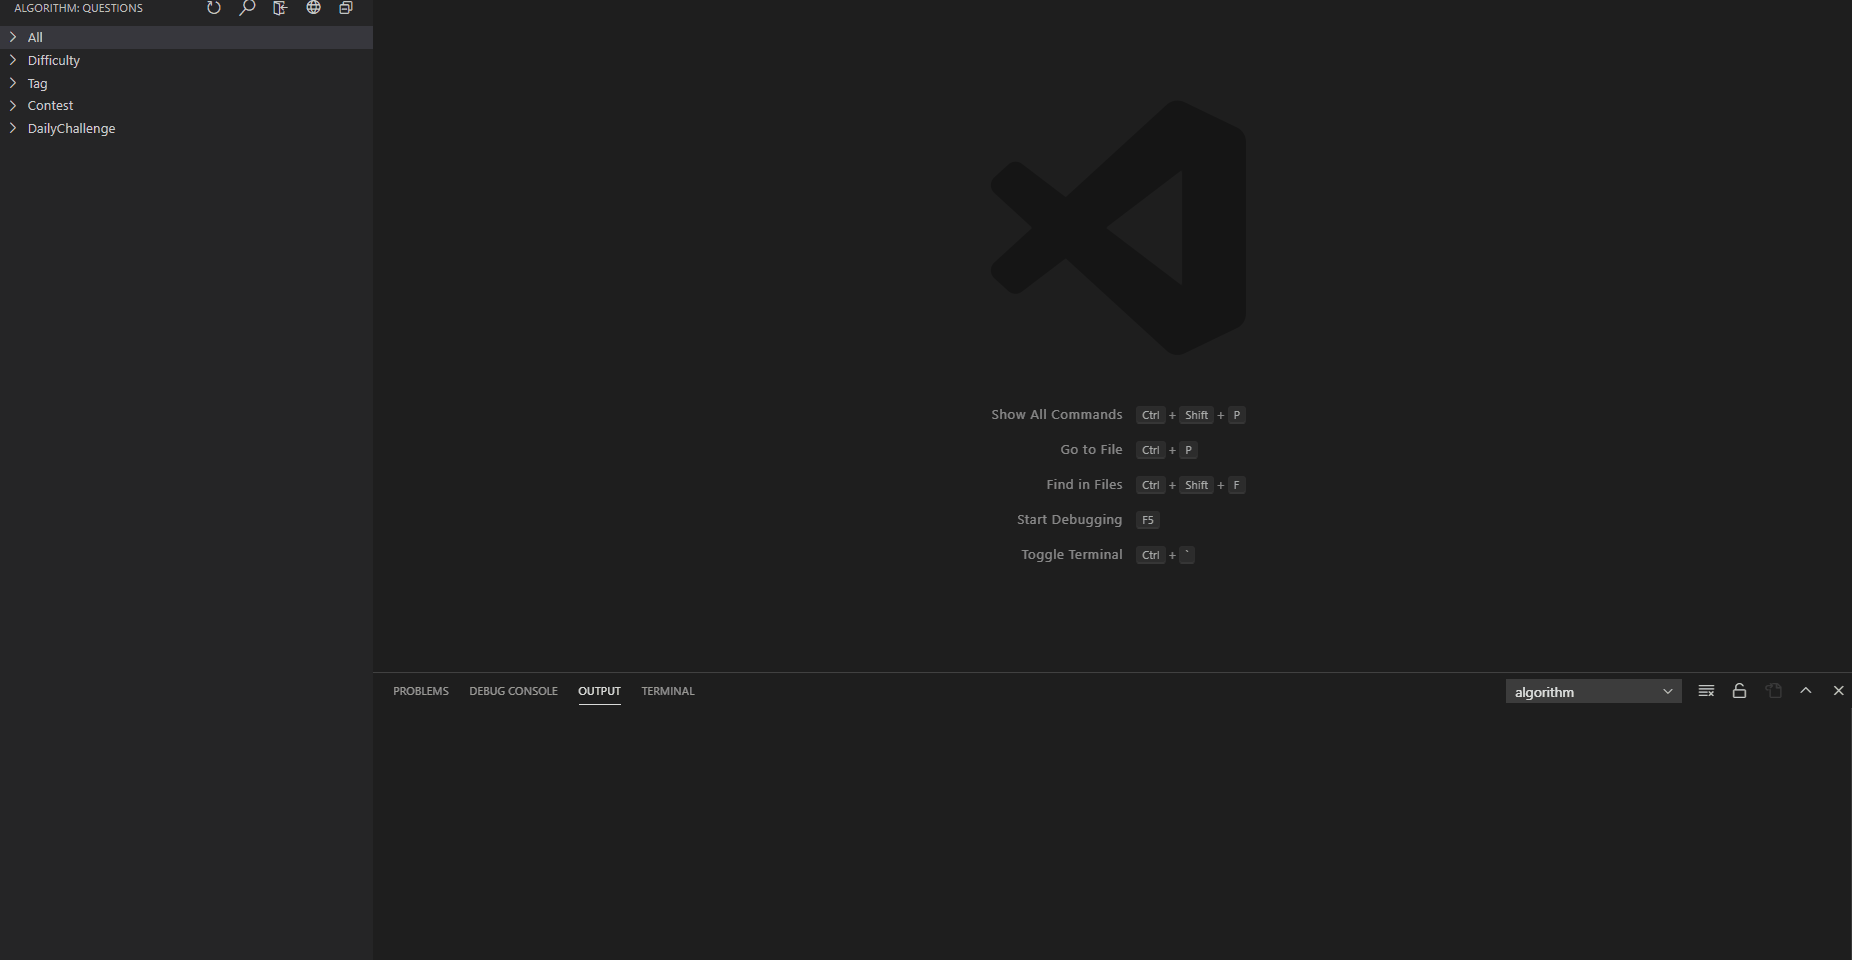 ALGORITHM: QUESTIONS
All
Difficulty
Tag
Contest
DailyChallenge
Show All Commands Ctrl + Shift + P
Go to File Ctrl + P
Find in Files Ctrl + Shift + F
Start Debugging F5
Toggle Terminal Ctrl + `
PROBLEMS DEBUG CONSOLE OUTPUT TERMINAL algorithm